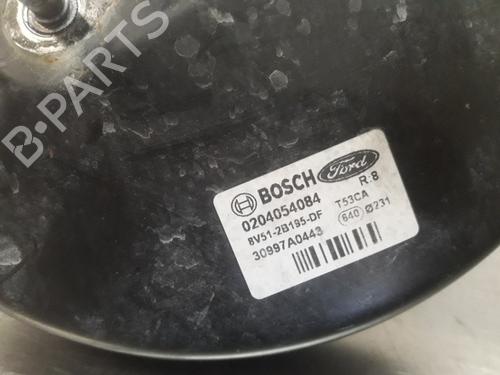 B-PARTS
BOSCH Ford
0204054084 R:8
8V51-2B195-DF T53CA
30997A0443 640 Ø231